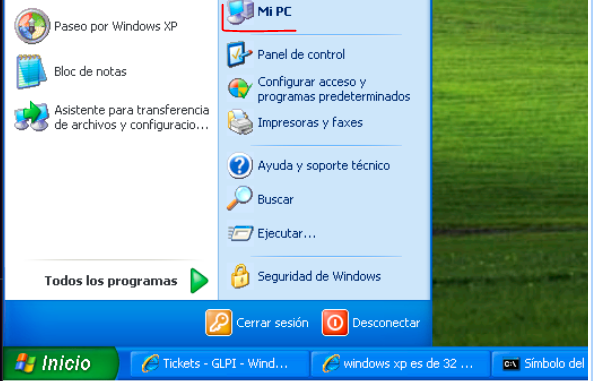 Paseo por Windows XP
Bloc de notas
Asistente para transferencia
de archivos y configuracio...
Todos los programas
Mi PC
Panel de control
Configurar acceso y
programas predeterminados
Impresoras y faxes
Ayuda y soporte técnico
Buscar
Ejecutar...
Seguridad de Windows
Cerrar sesión
Desconectar
Inicio
Tickets - GLPI - Wind...
windows xp es de 32 ...
Símbolo del